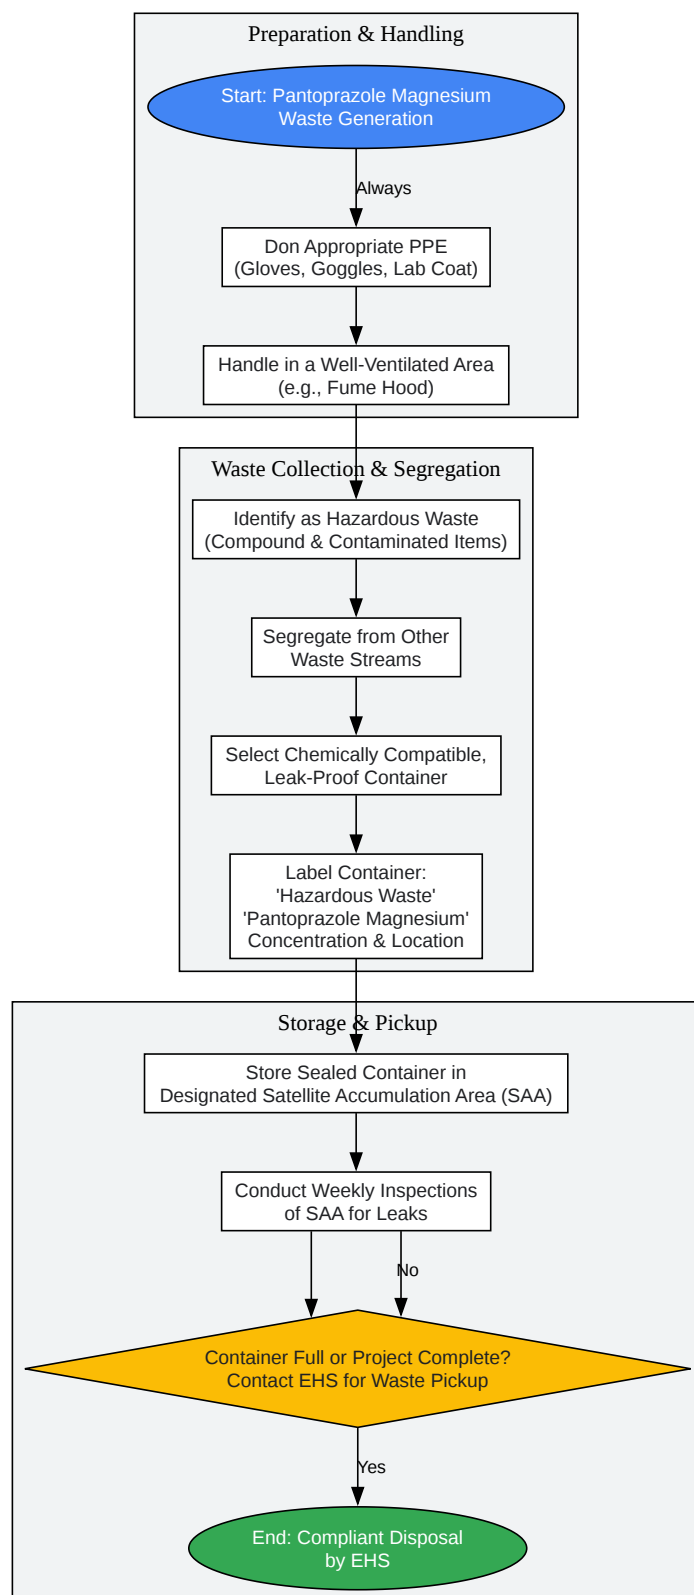 Preparation & Handling
Start: Pantoprazole Magnesium
Waste Generation
Always
Don Appropriate PPE
(Gloves, Goggles, Lab Coat)
Handle in a Well-Ventilated Area
(e.g., Fume Hood)
Waste Collection & Segregation
Identify as Hazardous Waste
(Compound & Contaminated Items)
Segregate from Other
Waste Streams
Select Chemically Compatible,
Leak-Proof Container
Label Container:
'Hazardous Waste'
'Pantoprazole Magnesium'
Concentration & Location
Storage & Pickup
Store Sealed Container in
Designated Satellite Accumulation Area (SAA)
Conduct Weekly Inspections
of SAA for Leaks
No
Container Full or Project Complete?
Contact EHS for Waste Pickup
Yes
End: Compliant Disposal
by EHS